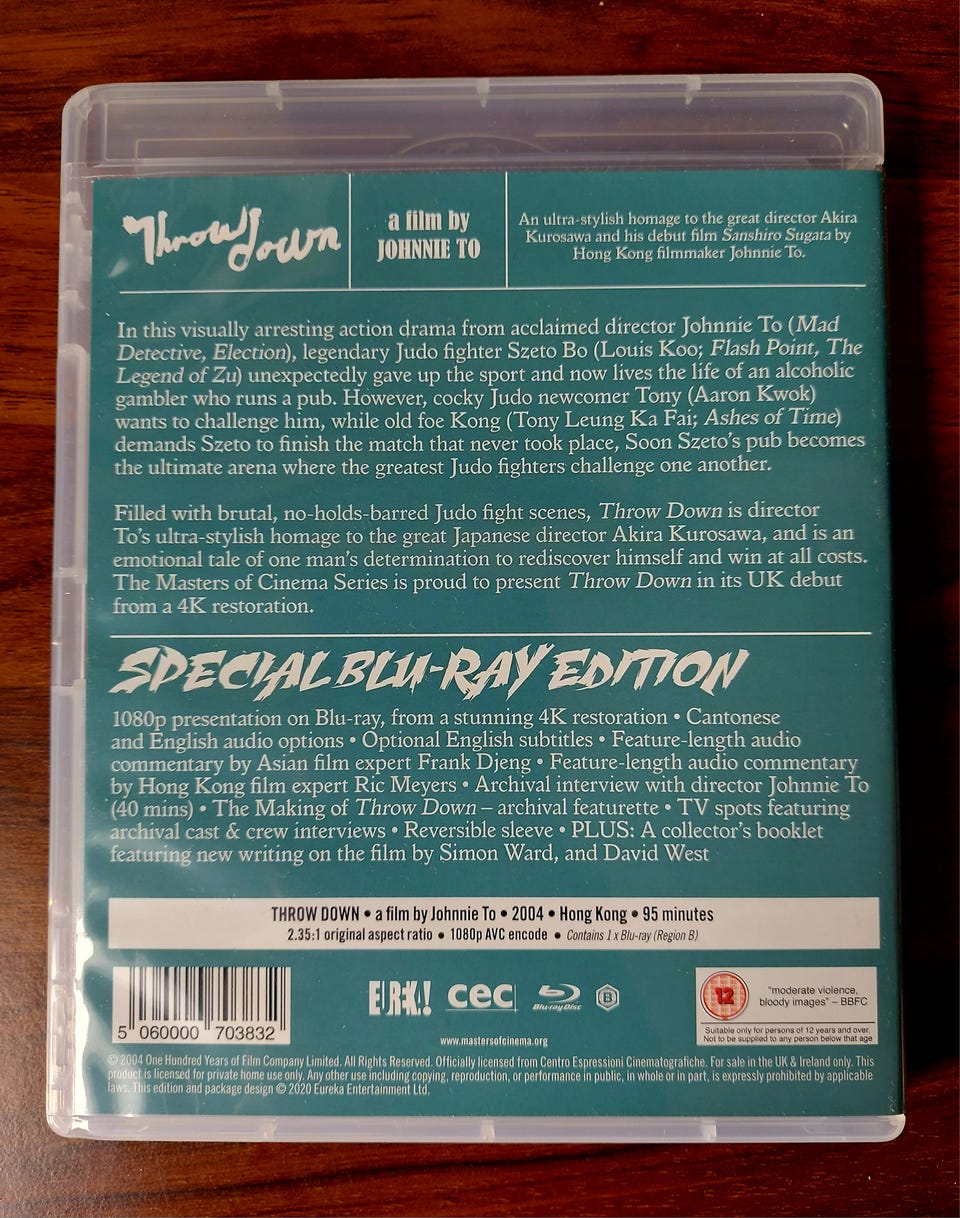 Throw down
a film by
JOHNNIE TO
An ultra-stylish homage to the great director Akira
Kurosawa and his debut film Sanshiro Sugata by
Hong Kong filmmaker Johnnie To.
In this visually arresting action drama from acclaimed director Johnnie To (Mad
Detective, Election), legendary Judo fighter Szeto Bo (Louis Koo; Flash Point, The
Legend of Zu) unexpectedly gave up the sport and now lives the life of an alcoholic
gambler who runs a pub. However, cocky Judo newcomer Tony (Aaron Kwok)
wants to challenge him, while old foe Kong (Tony Leung Ka Fai; Ashes of Time)
demands Szeto to finish the match that never took place, Soon Szeto's pub becomes
the ultimate arena where the greatest Judo fighters challenge one another.
Filled with brutal, no-holds-barred Judo fight scenes, Throw Down is director
To's ultra-stylish homage to the great Japanese director Akira Kurosawa, and is an
emotional tale of one man's determination to rediscover himself and win at all costs.
The Masters of Cinema Series is proud to present Throw Down in its UK debut
from a 4K restoration.
SPECIAL BLU-RAY EDITION
1080p presentation on Blu-ray, from a stunning 4K restoration • Cantonese
and English audio options • Optional English subtitles • Feature-length audio
commentary by Asian film expert Frank Djeng • Feature-length audio commentary
by Hong Kong film expert Ric Meyers • Archival interview with director Johnnie To
(40 mins) • The Making of Throw Down – archival featurette • TV spots featuring
archival cast & crew interviews • Reversible sleeve • PLUS: A collector's booklet
featuring new writing on the film by Simon Ward, and David West
THROW DOWN • a film by Johnnie To • 2004 • Hong Kong • 95 minutes
2.35:1 original aspect ratio • 1080p AVC encode • Contains 1 x Blu-ray (Region B)
5 060000 703832
EUREKA!
cec
Blu-ray Disc
B
www.mastersofcinema.org
12
"moderate violence,
bloody images" – BBFC
Suitable only for persons of 12 years and over.
Not to be supplied to any person below that age
© 2004 One Hundred Years of Film Company Limited. All Rights Reserved. Officially licensed from Centro Espressioni Cinematografiche. For sale in the UK & Ireland only. This
product is licensed for private home use only. Any other use including copying, reproduction, or performance in public, in whole or in part, is expressly prohibited by applicable
laws. This edition and package design © 2020 Eureka Entertainment Ltd.